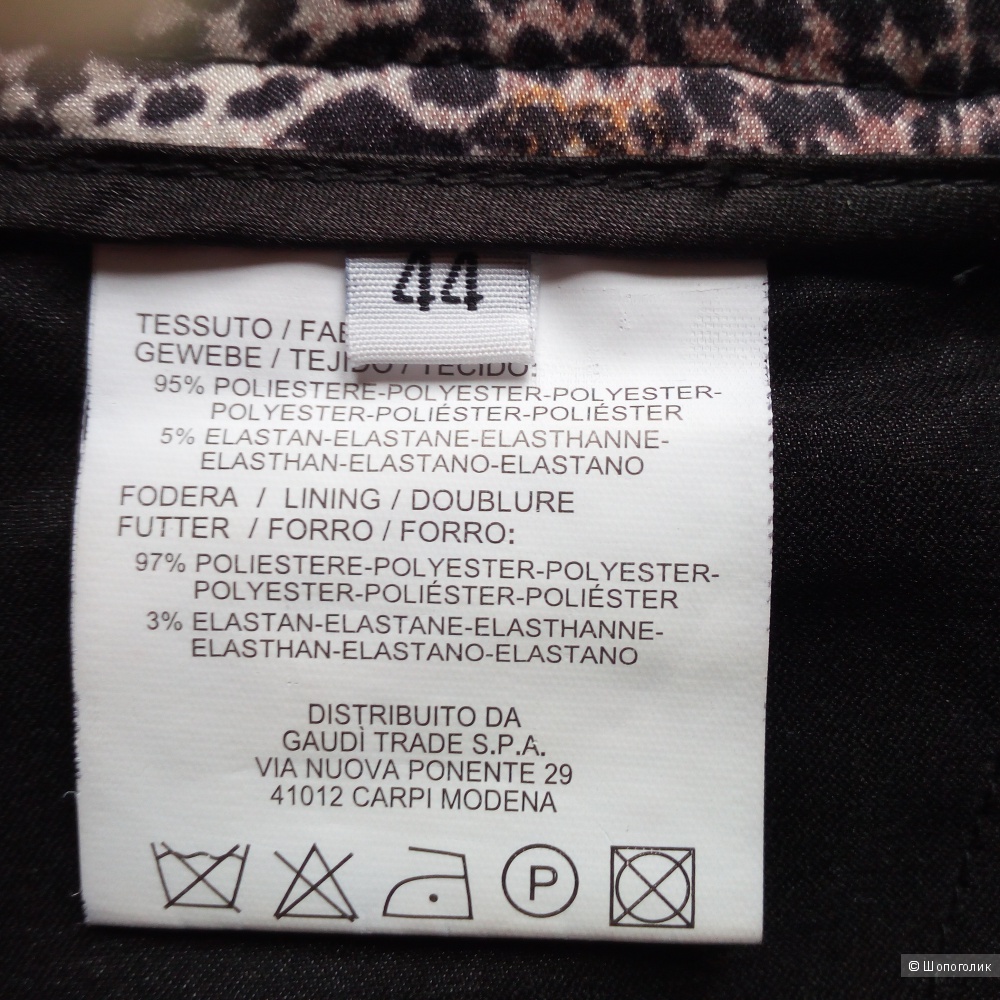 44
TESSUTO /
GEWEBE / TEJIDO / TECIDO:
95% POLIESTERE-POLYESTER-POLYESTER-
POLYESTER-POLIÉSTER-POLIÉSTER
5% ELASTAN-ELASTANE-ELASTHANNE-
ELASTHAN-ELASTANO-ELASTANO
FODERA / LINING / DOUBLURE
FUTTER / FORRO / FORRO:
97% POLIESTERE-POLYESTER-POLYESTER-
POLYESTER-POLIÉSTER-POLIÉSTER
3% ELASTAN-ELASTANE-ELASTHANNE-
ELASTHAN-ELASTANO-ELASTANO
DISTRIBUITO DA
GAUDÌ TRADE S.P.A.
VIA NUOVA PONENTE 29
41012 CARPI MODENA
P
© Шопоголик